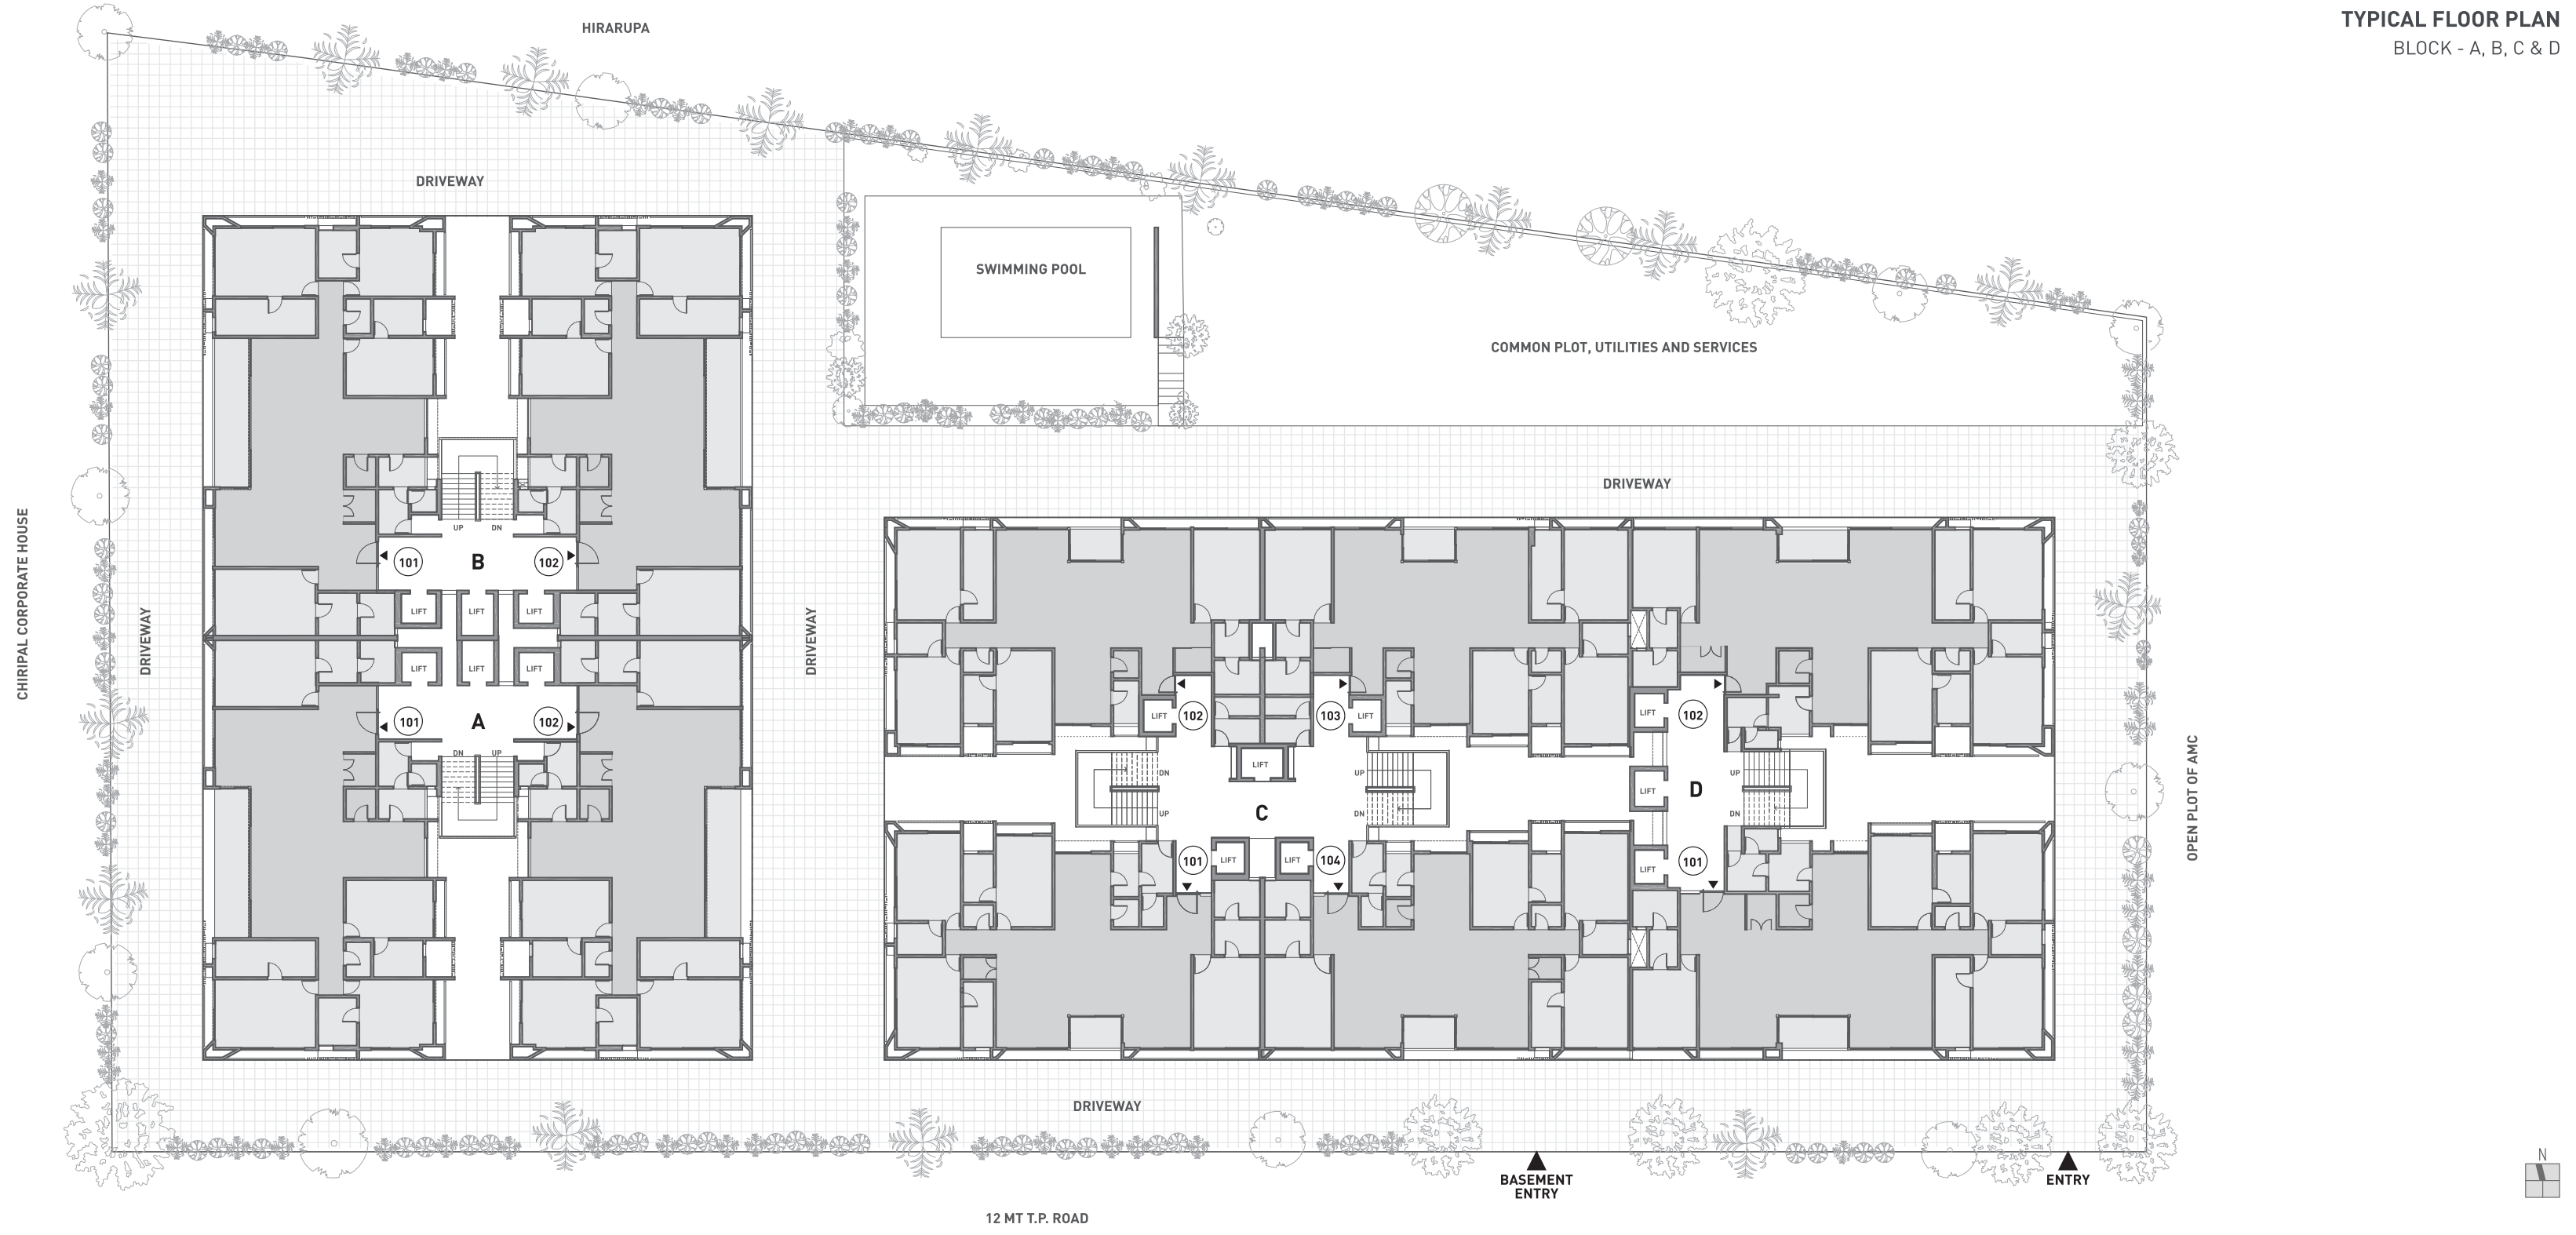 TYPICAL FLOOR PLAN
BLOCK - A, B, C & D
HIRARUPA
DRIVEWAY
SWIMMING POOL
COMMON PLOT, UTILITIES AND SERVICES
DRIVEWAY
CHIRIPAL CORPORATE HOUSE
DRIVEWAY
UP DN
101 B 102
LIFT LIFT LIFT
LIFT LIFT LIFT
101 A 102
DN UP
DRIVEWAY
LIFT 102 103 LIFT
LIFT
DN UP
C
UP DN
101 LIFT LIFT 104
LIFT 102
UP
LIFT D
DN
LIFT 101
OPEN PLOT OF AMC
DRIVEWAY
BASEMENT
ENTRY
ENTRY
12 MT T.P. ROAD
N